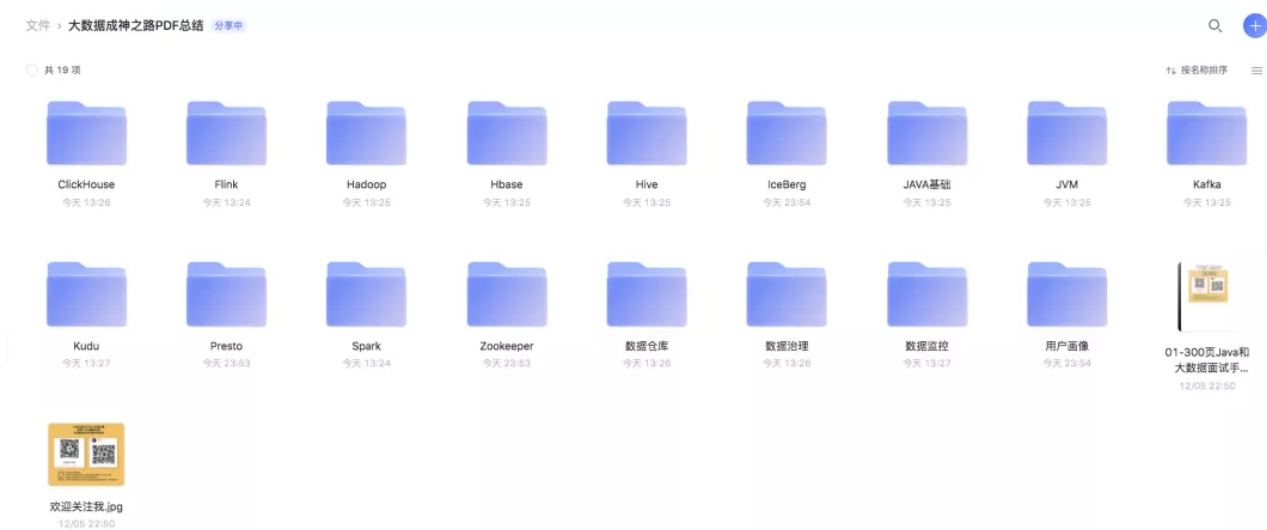 文件 › 大数据成神之路PDF总结 分享中
共 19 项
按名称排序
ClickHouse
今天 13:26
Flink
今天 13:24
Hadoop
今天 13:25
Hbase
今天 13:25
Hive
今天 13:25
IceBerg
今天 23:54
JAVA基础
今天 13:25
JVM
今天 13:25
Kafka
今天 13:25
Kudu
今天 13:27
Presto
今天 23:53
Spark
今天 13:24
Zookeeper
今天 23:53
数据仓库
今天 13:26
数据治理
今天 13:26
数据监控
今天 13:27
用户画像
今天 23:54
01-300页Java和
大数据面试手...
12/05 22:50
欢迎关注我.jpg
12/05 22:50